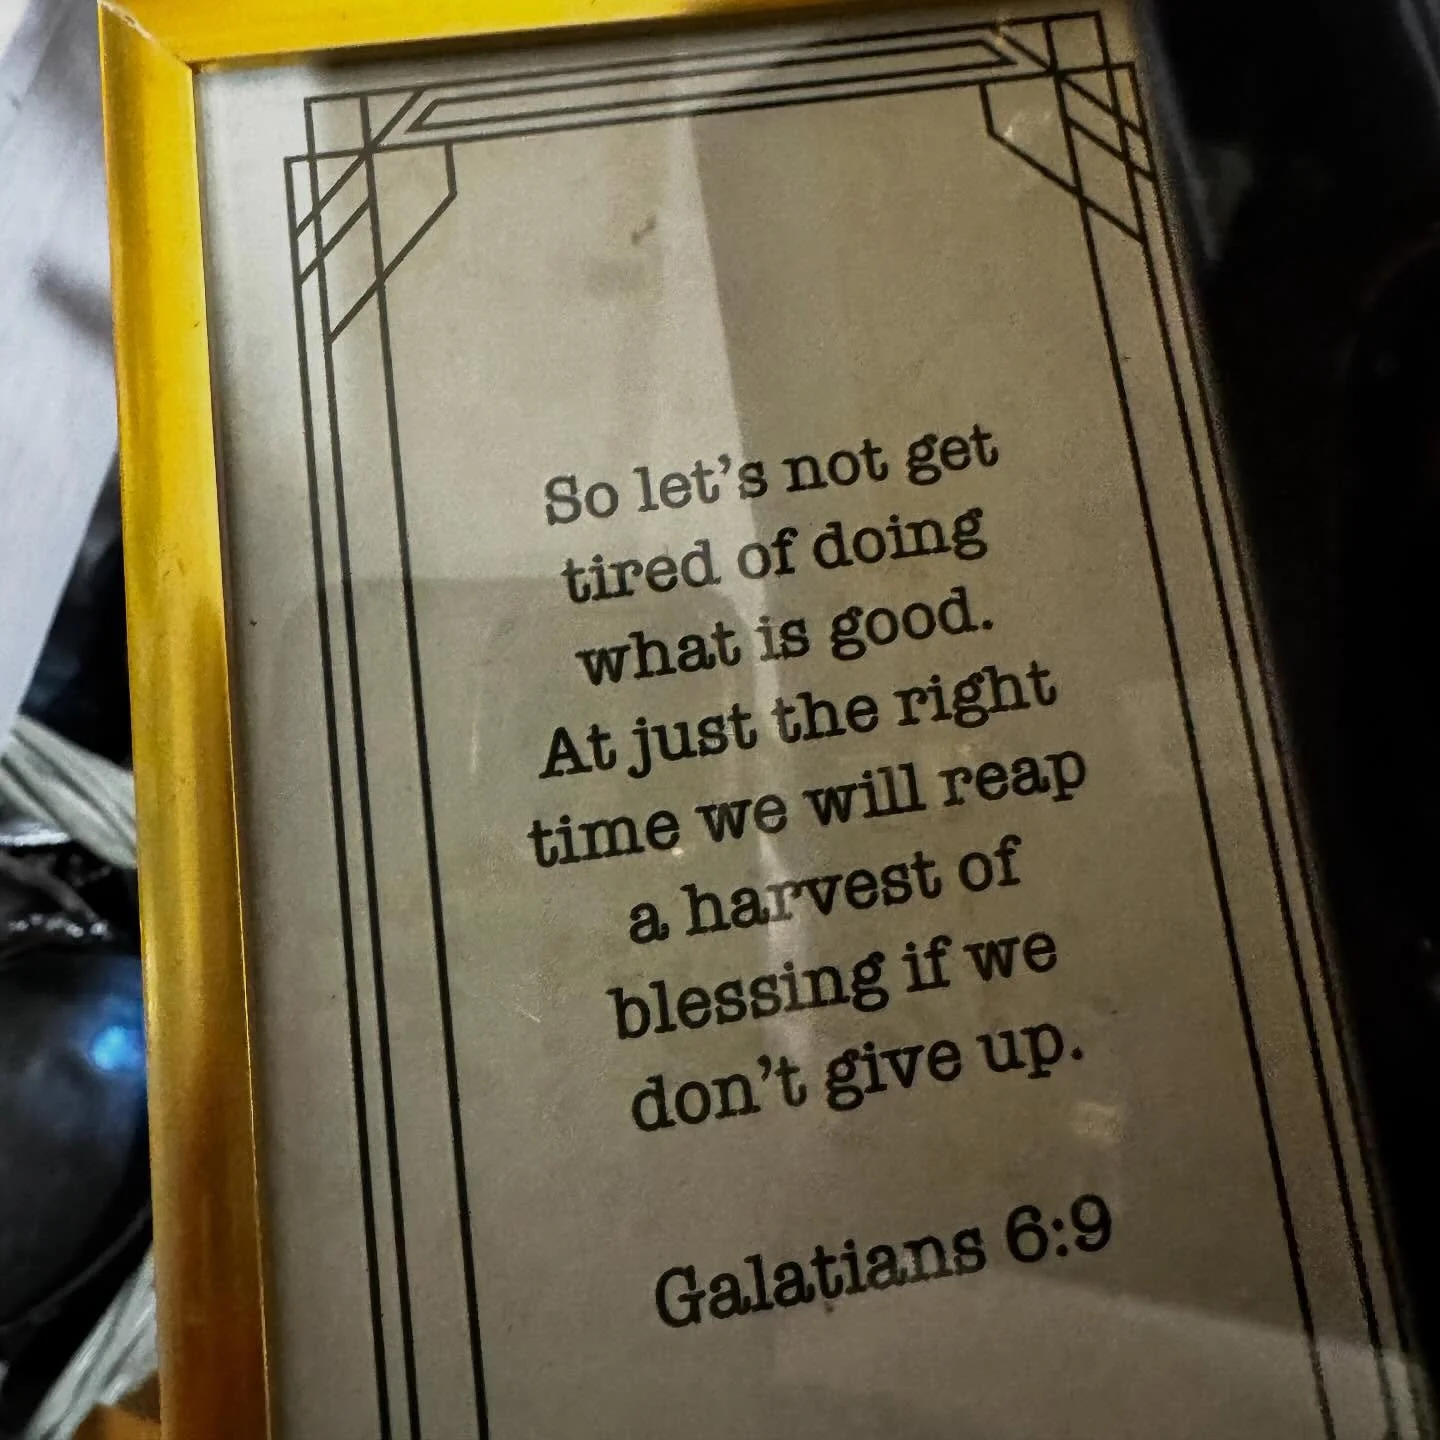 So let's not get
tired of doing
what is good.
At just the right
time we will reap
a harvest of
blessing if we
don't give up.
Galatians 6:9